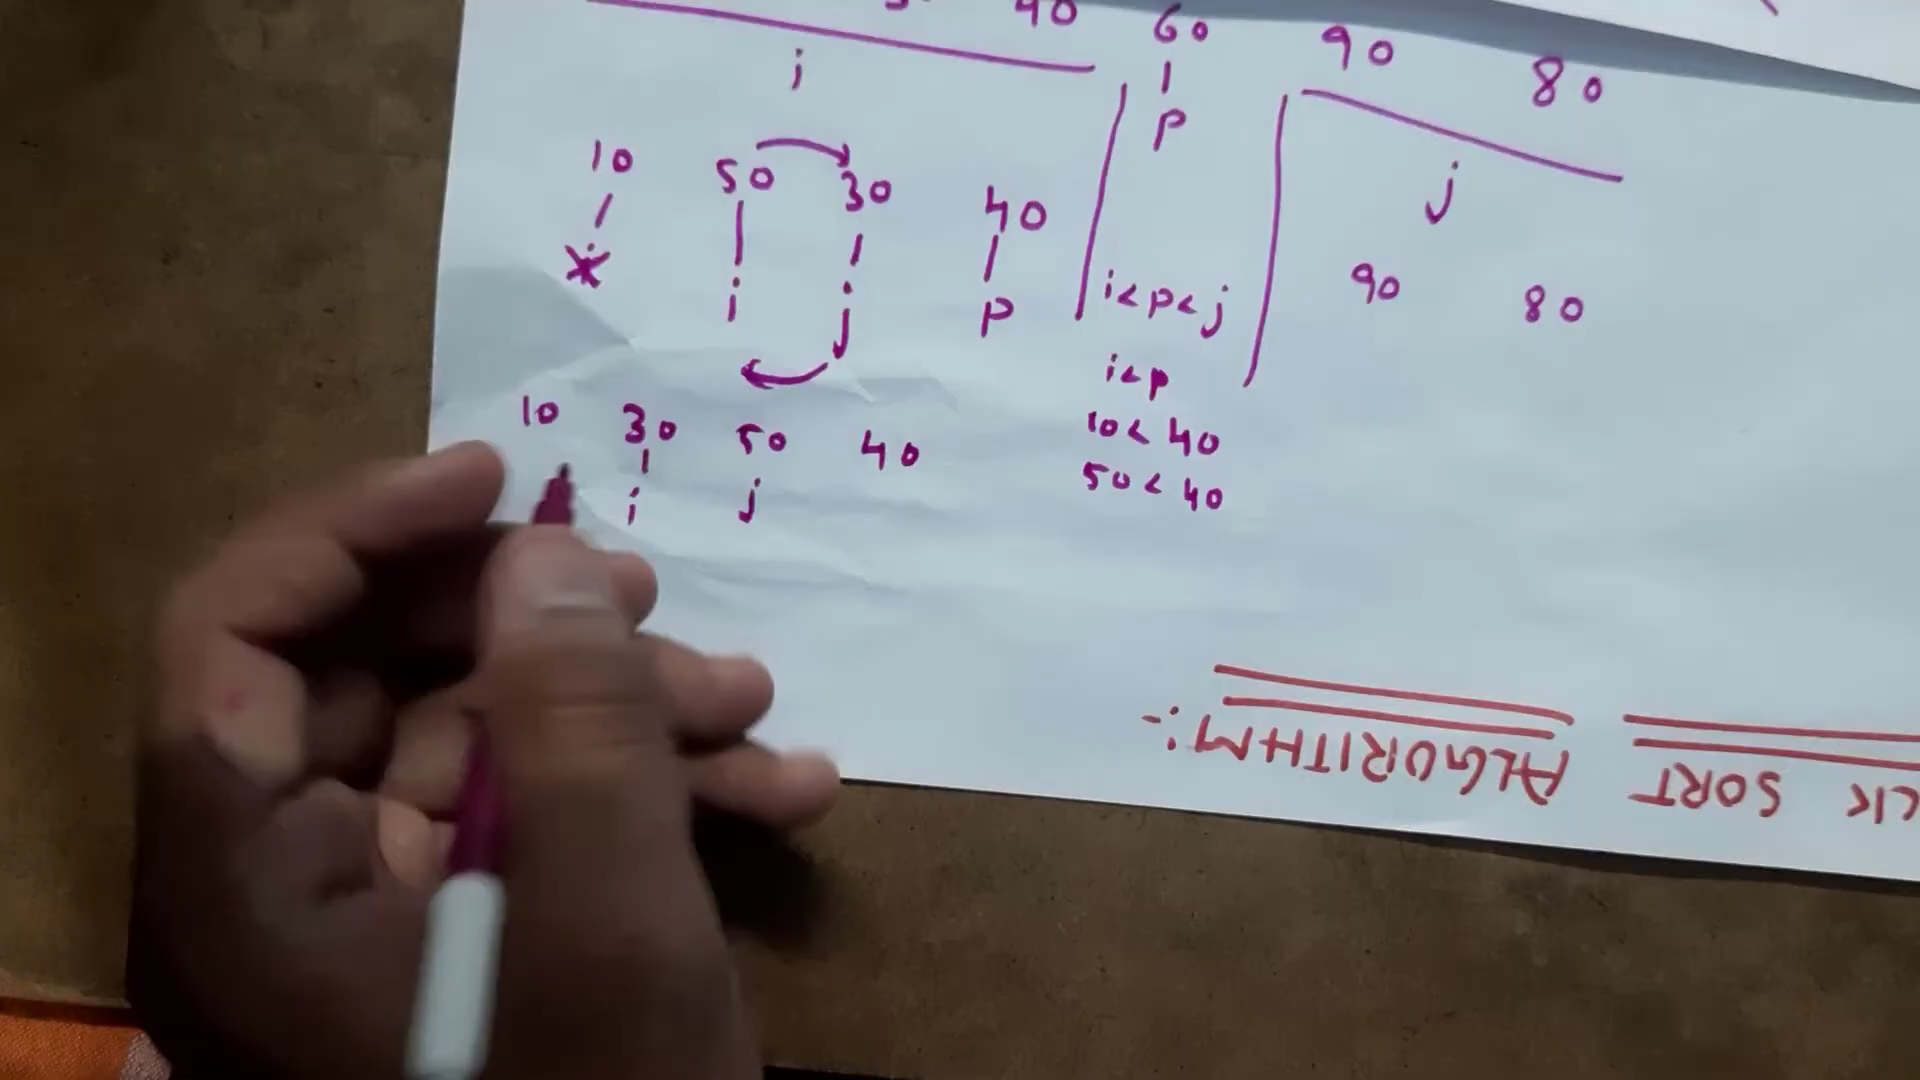 40 60 90 80
i p j
10 50 30 40
i j p
i<p<j
90 80
i<p
10 30 50 40
i j
10< 40
50< 40
SORT ALGORITHM:-